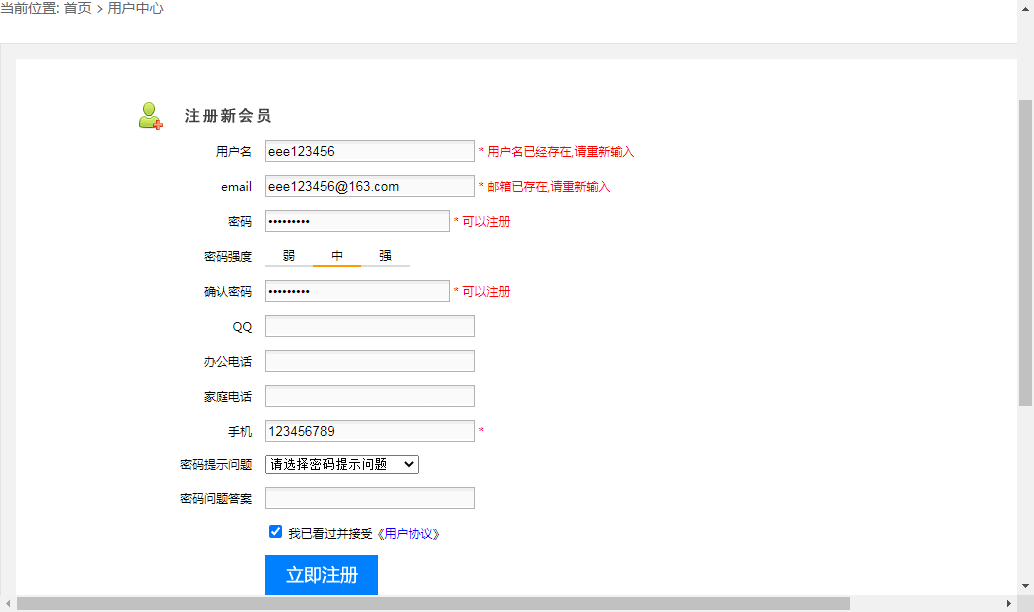 当前位置: 首页 > 用户中心
注册新会员
用户名 eee123456 * 用户名已经存在,请重新输入
email eee123456@163.com * 邮箱已存在,请重新输入
密码 ••••••••• * 可以注册
密码强度 弱 中 强
确认密码 ••••••••• * 可以注册
QQ
办公电话
家庭电话
手机 123456789 *
密码提示问题 请选择密码提示问题
密码问题答案
我已看过并接受《用户协议》
立即注册